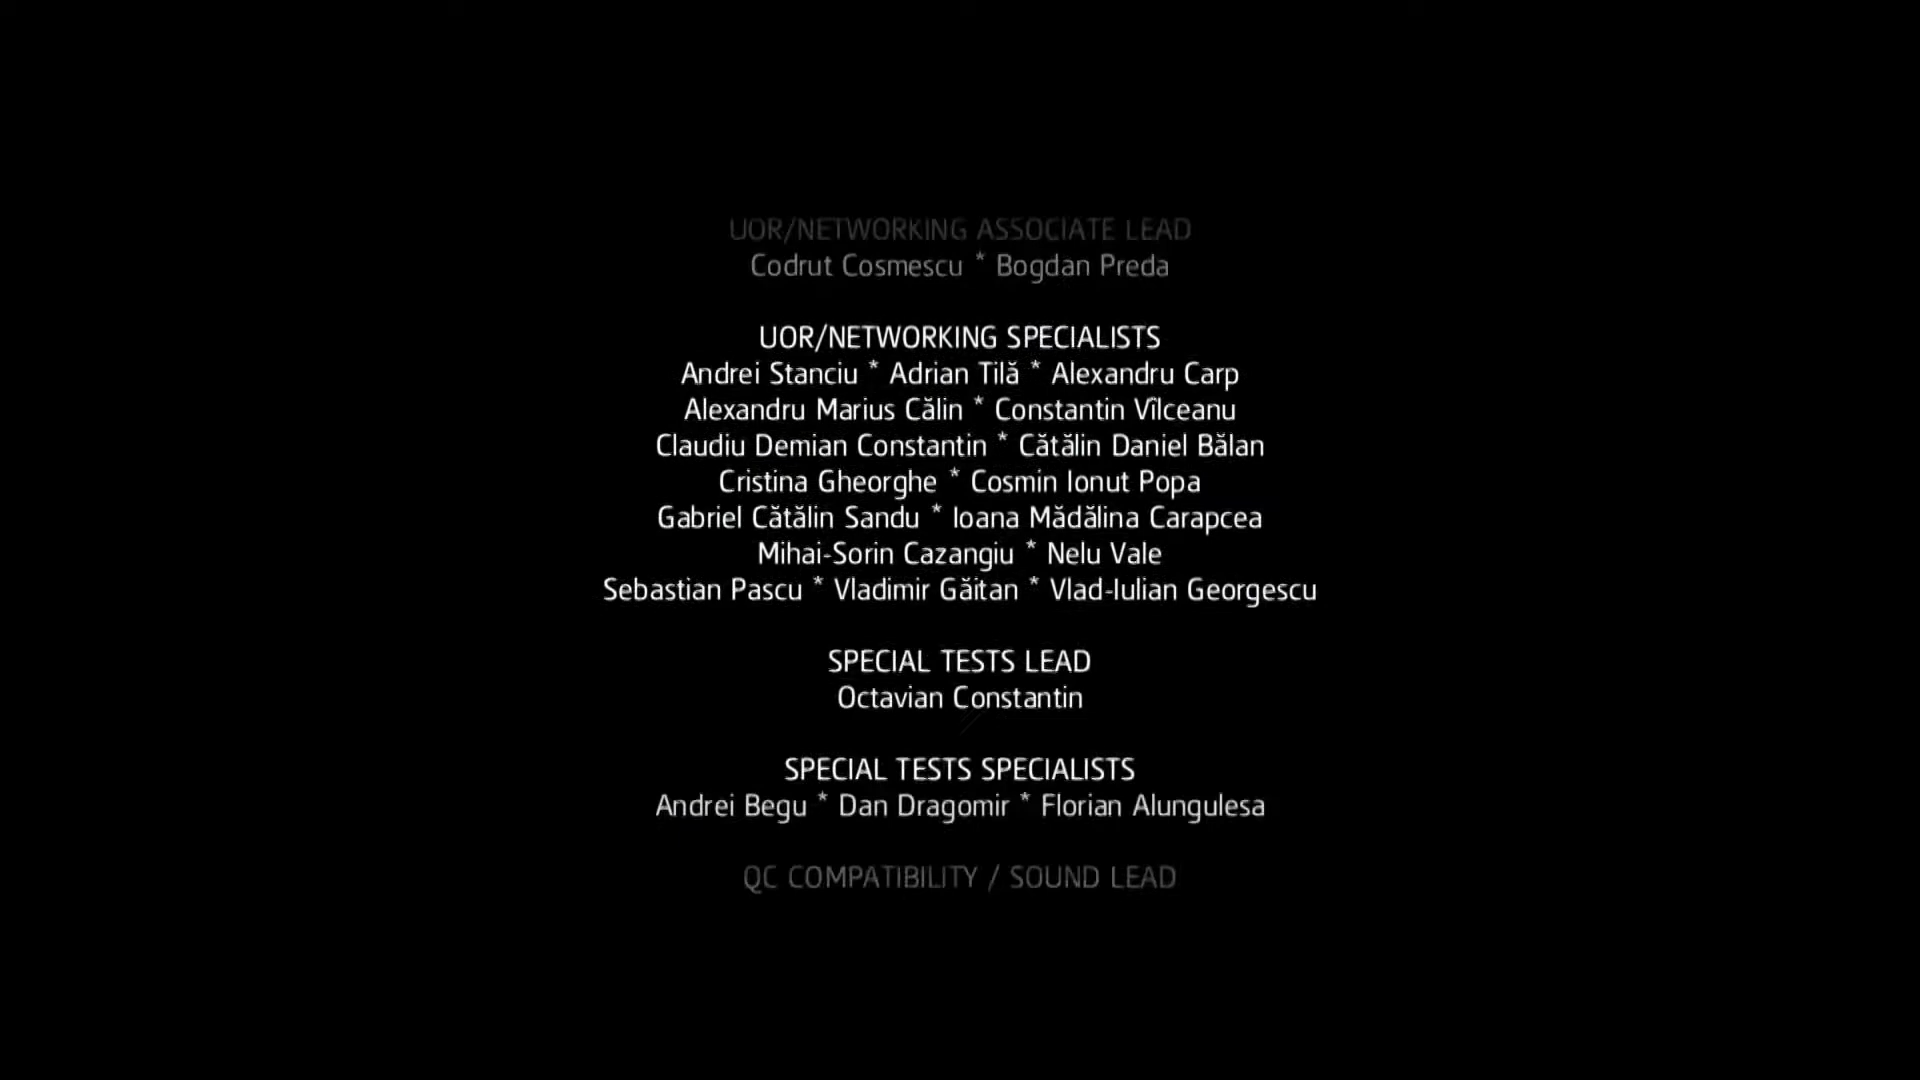 UOR/NETWORKING ASSOCIATE LEAD
Codrut Cosmescu * Bogdan Preda
UOR/NETWORKING SPECIALISTS
Andrei Stanciu * Adrian Tilă * Alexandru Carp
Alexandru Marius Călin * Constantin Vîlceanu
Claudiu Demian Constantin * Cătălin Daniel Bălan
Cristina Gheorghe * Cosmin Ionut Popa
Gabriel Cătălin Sandu * Ioana Mădălina Carapcea
Mihai-Sorin Cazangiu * Nelu Vale
Sebastian Pascu * Vladimir Găitan * Vlad-Iulian Georgescu
SPECIAL TESTS LEAD
Octavian Constantin
SPECIAL TESTS SPECIALISTS
Andrei Begu * Dan Dragomir * Florian Alungulesa
QC COMPATIBILITY / SOUND LEAD